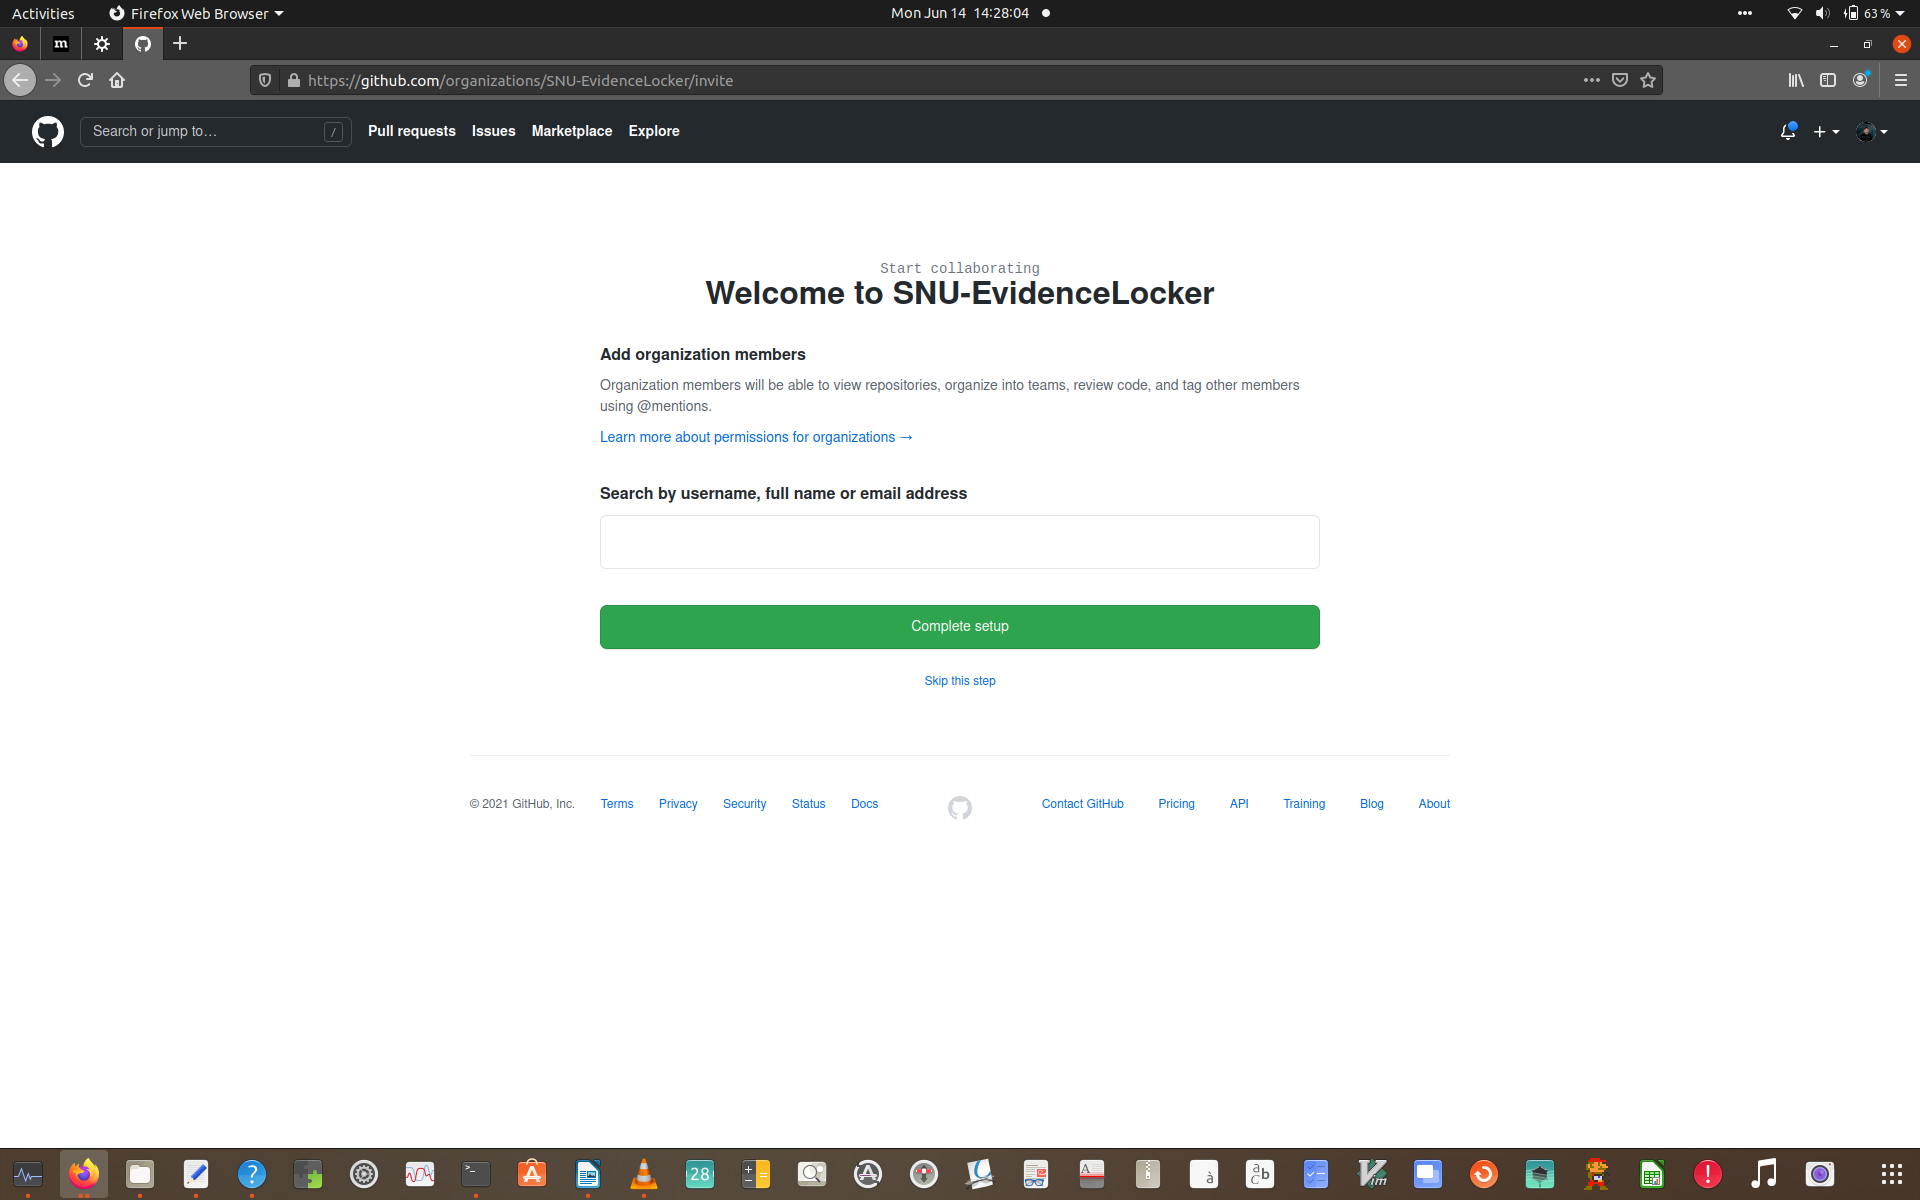 Activities
Firefox Web Browser
Mon Jun 14 14:28:04
63 %
m
https://github.com/organizations/SNU-EvidenceLocker/invite
Search or jump to…
/
Pull requests
Issues
Marketplace
Explore
Start collaborating
Welcome to SNU-EvidenceLocker
Add organization members
Organization members will be able to view repositories, organize into teams, review code, and tag other members
using @mentions.
Learn more about permissions for organizations →
Search by username, full name or email address
Complete setup
Skip this step
© 2021 GitHub, Inc.
Terms
Privacy
Security
Status
Docs
Contact GitHub
Pricing
API
Training
Blog
About
28